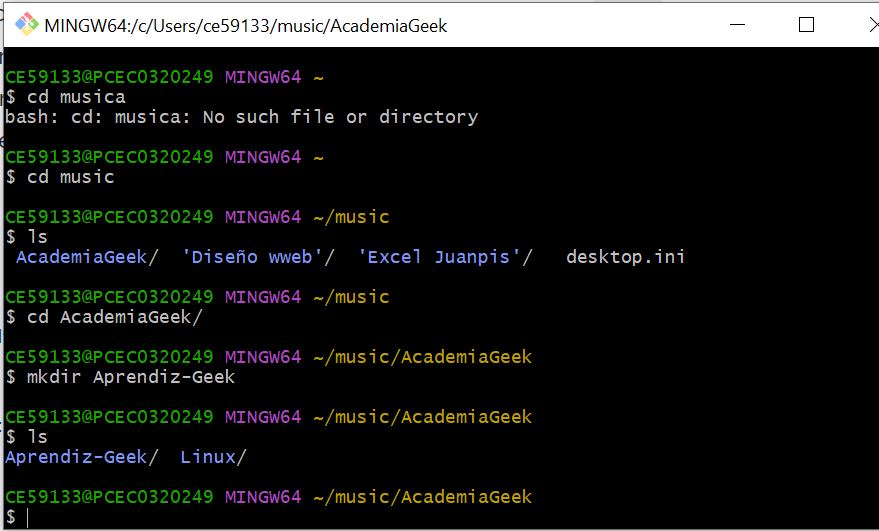 MINGW64:/c/Users/ce59133/music/AcademiaGeek
CE59133@PCEC0320249 MINGW64 ~
$ cd musica
bash: cd: musica: No such file or directory
CE59133@PCEC0320249 MINGW64 ~
$ cd music
CE59133@PCEC0320249 MINGW64 ~/music
$ ls
AcademiaGeek/ 'Diseño wweb'/ 'Excel Juanpis'/ desktop.ini
CE59133@PCEC0320249 MINGW64 ~/music
$ cd AcademiaGeek/
CE59133@PCEC0320249 MINGW64 ~/music/AcademiaGeek
$ mkdir Aprendiz-Geek
CE59133@PCEC0320249 MINGW64 ~/music/AcademiaGeek
$ ls
Aprendiz-Geek/ Linux/
CE59133@PCEC0320249 MINGW64 ~/music/AcademiaGeek
$